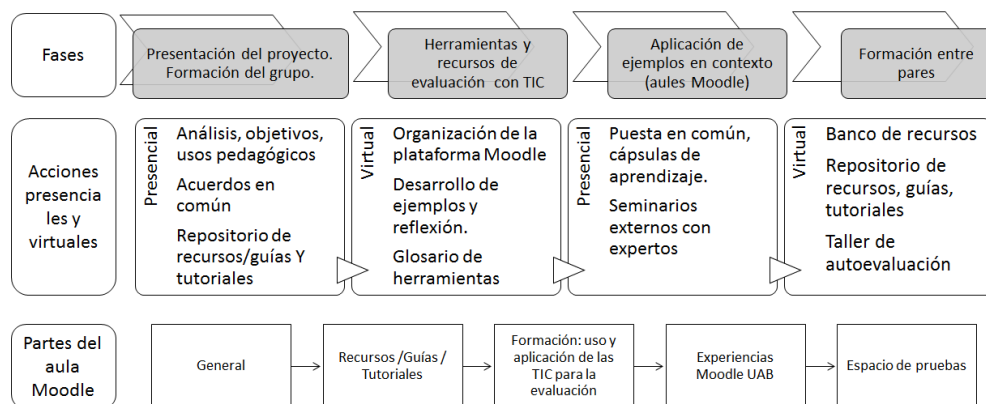 Fases
Presentación del proyecto.
Formación del grupo.
Herramientas y
recursos de
evaluación con TIC
Aplicación de
ejemplos en contexto
(aules Moodle)
Formación entre
pares
Acciones
presencia
les y
virtuales
Presencial
Análisis, objetivos,
usos pedagógicos
Acuerdos en
común
Repositorio de
recursos/guías Y
tutoriales
Virtual
Organización de la
plataforma Moodle
Desarrollo de
ejemplos y
reflexión.
Glosario de
herramientas
Presencial
Puesta en común,
cápsulas de
aprendizaje.
Seminarios
externos con
expertos
Virtual
Banco de recursos
Repositorio de
recursos, guías,
tutoriales
Taller de
autoevaluación
Partes del
aula
Moodle
General
Recursos /Guías /
Tutoriales
Formación: uso y
aplicación de las
TIC para la
evaluación
Experiencias
Moodle UAB
Espacio de pruebas